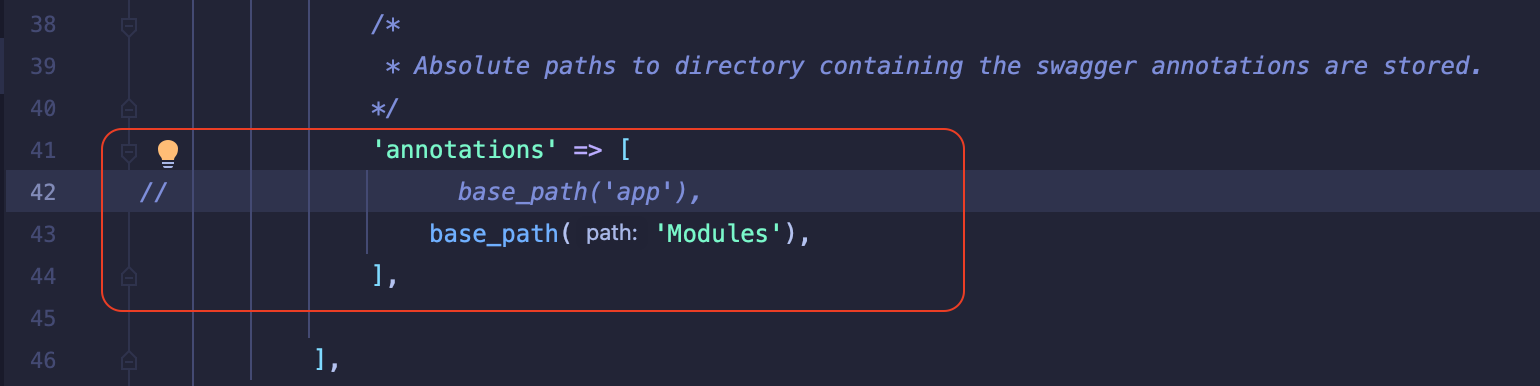 38 /*
39 * Absolute paths to directory containing the swagger annotations are stored.
40 */
41 'annotations' => [
42 // base_path('app'),
43 base_path( path: 'Modules'),
44 ],
45
46 ],